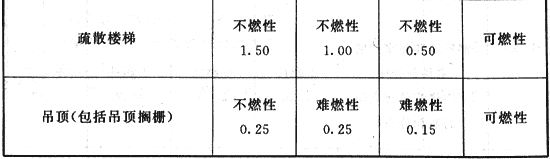 疏散楼梯
不燃性
1.50
不燃性
1.00
不燃性
0.50
可燃性
吊顶(包括吊顶搁栅)
不燃性
0.25
难燃性
0.25
难燃性
0.15
可燃性